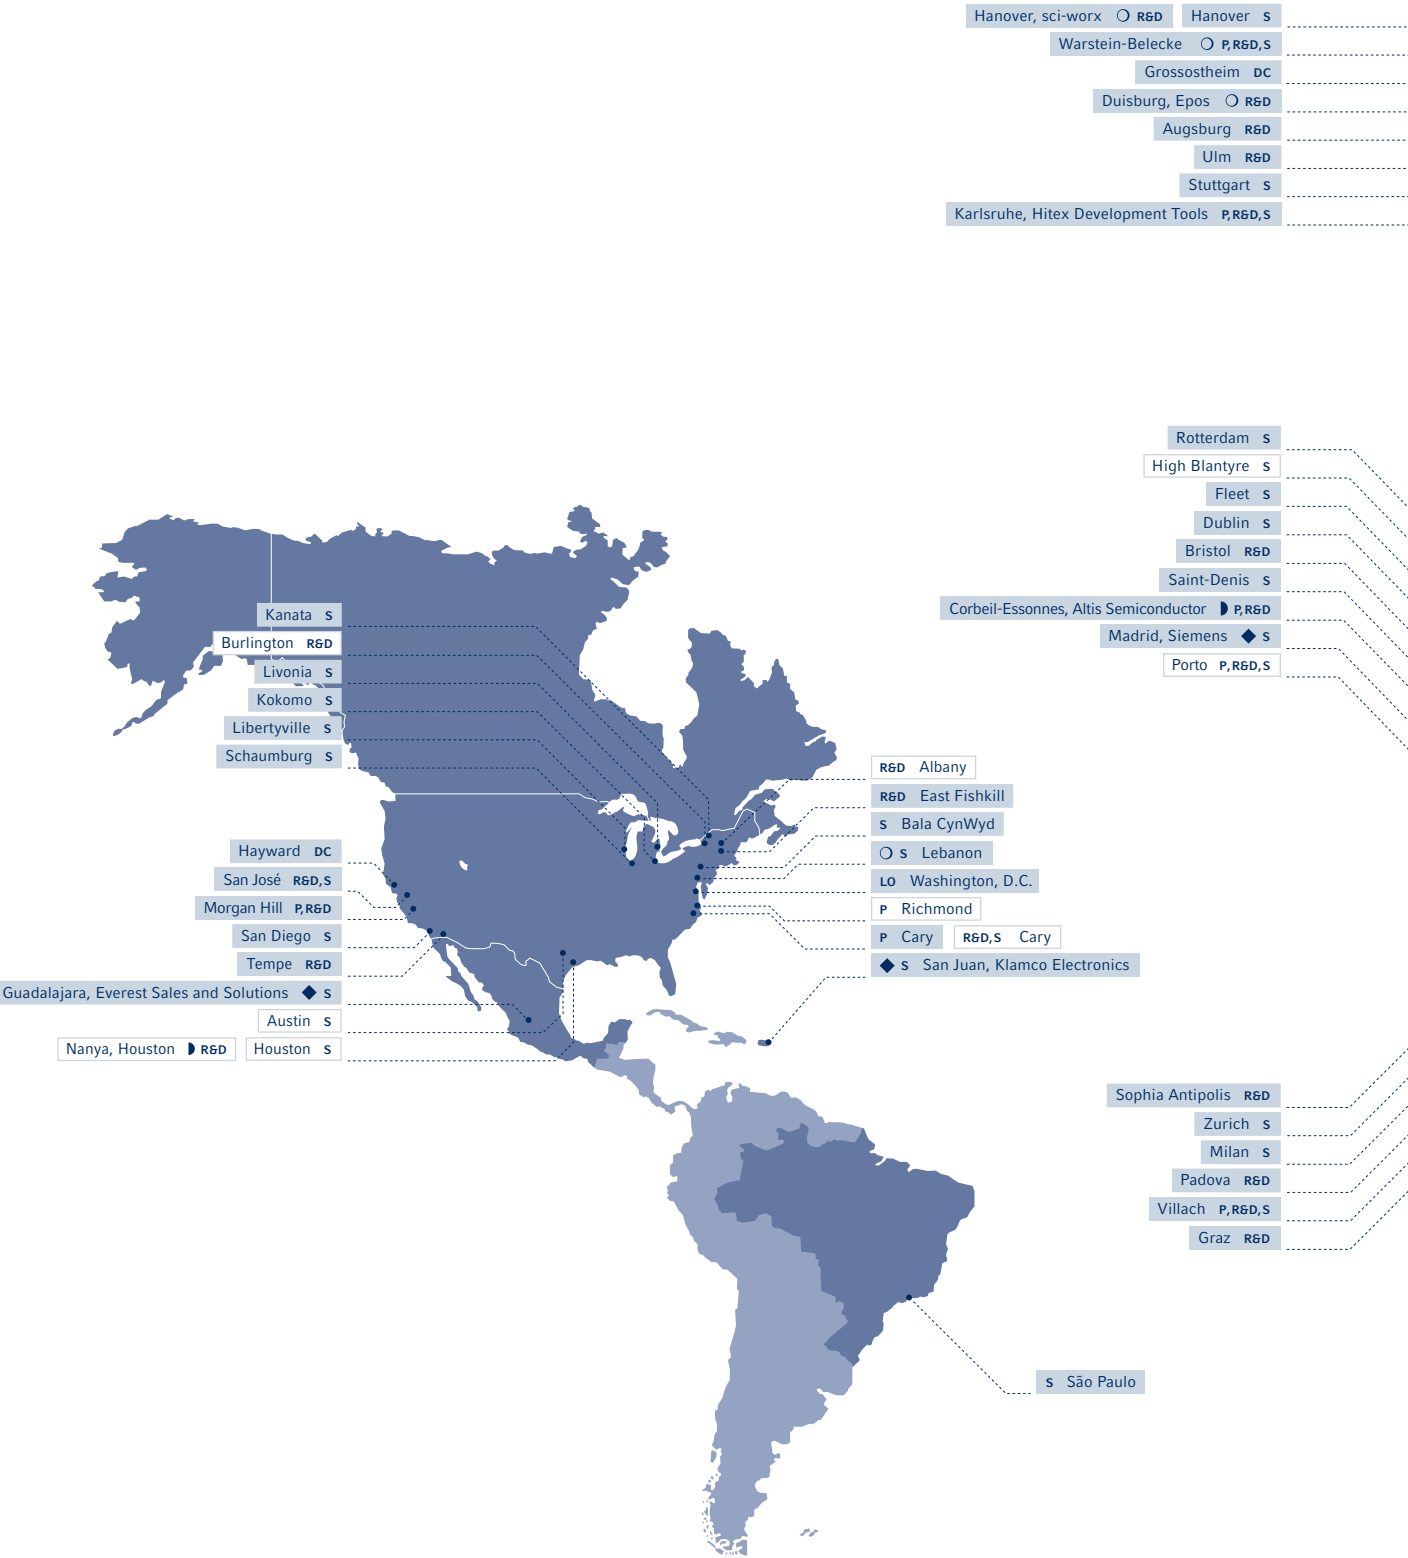 Hanover, sci-worx ❍ R&D Hanover S
Warstein-Belecke ❍ P, R&D, S
Grossostheim DC
Duisburg, Epos ❍ R&D
Augsburg R&D
Ulm R&D
Stuttgart S
Karlsruhe, Hitex Development Tools P, R&D, S
Rotterdam S
High Blantyre S
Fleet S
Dublin S
Bristol R&D
Saint-Denis S
Corbeil-Essonnes, Altis Semiconductor ◗ P, R&D
Madrid, Siemens ◆ S
Porto P, R&D, S
Kanata S
Burlington R&D
Livonia S
Kokomo S
Libertyville S
Schaumburg S
R&D Albany
R&D East Fishkill
S Bala CynWyd
❍ S Lebanon
LO Washington, D.C.
P Richmond
P Cary R&D, S Cary
◆ S San Juan, Klamco Electronics
Hayward DC
San José R&D, S
Morgan Hill P, R&D
San Diego S
Tempe R&D
Guadalajara, Everest Sales and Solutions ◆ S
Austin S
Nanya, Houston ◗ R&D Houston S
Sophia Antipolis R&D
Zurich S
Milan S
Padova R&D
Villach P, R&D, S
Graz R&D
S São Paulo